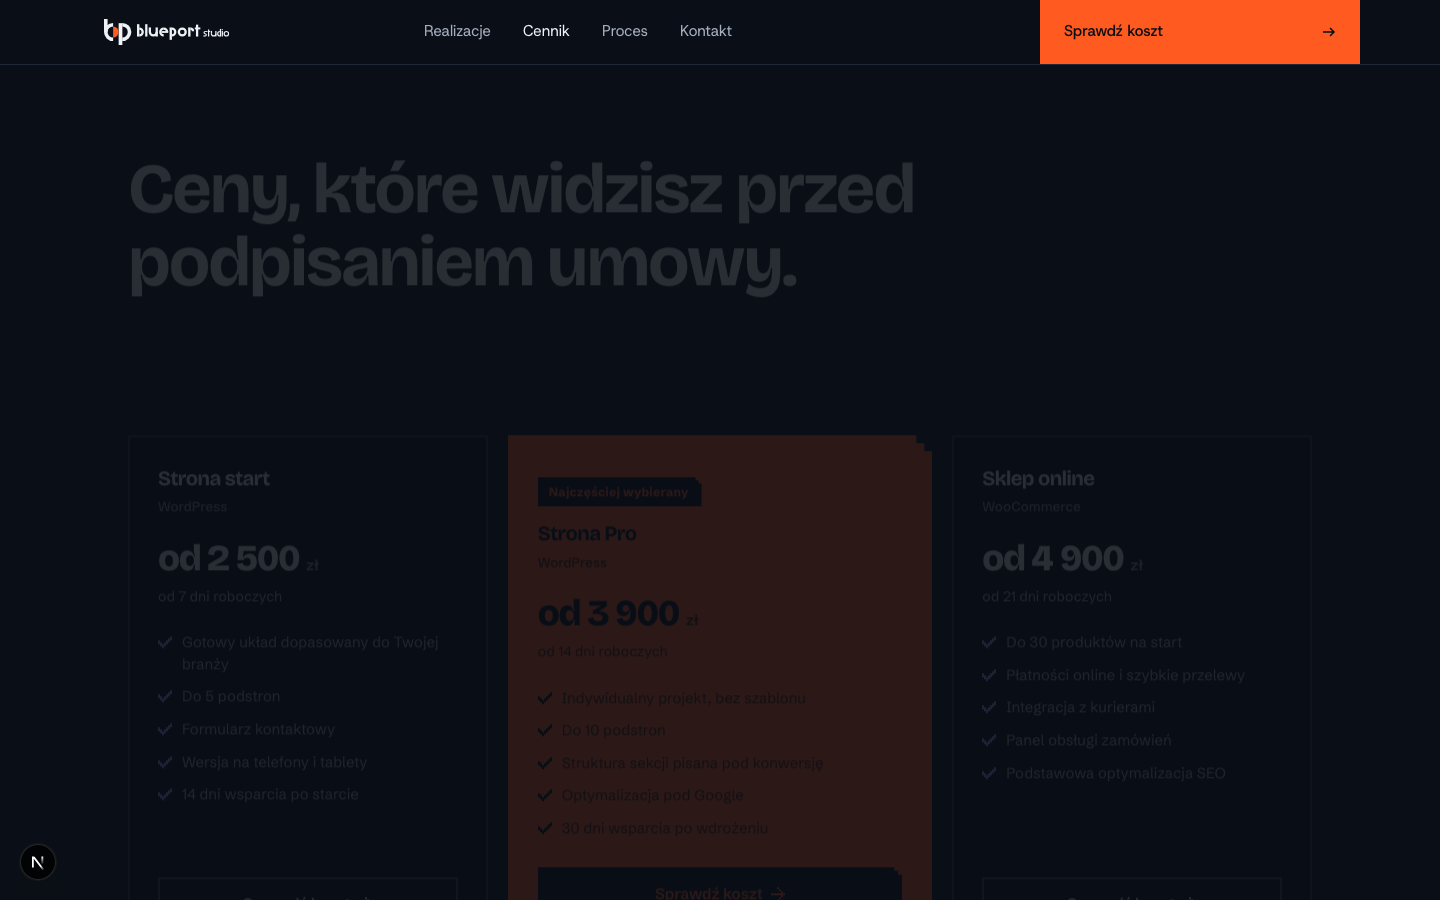 blueport studio
Realizacje
Cennik
Proces
Kontakt
Sprawdź koszt →
Ceny, które widzisz przed
podpisaniem umowy.
Strona start
WordPress
od 2 500 zł
od 7 dni roboczych
Gotowy układ dopasowany do Twojej
branży
Do 5 podstron
Formularz kontaktowy
Wersja na telefony i tablety
14 dni wsparcia po starcie
Najczęściej wybierany
Strona Pro
WordPress
od 3 900 zł
od 14 dni roboczych
Indywidualny projekt, bez szablonu
Do 10 podstron
Struktura sekcji pisana pod konwersję
Optymalizacja pod Google
30 dni wsparcia po wdrożeniu
Sprawdź koszt →
Sklep online
WooCommerce
od 4 900 zł
od 21 dni roboczych
Do 30 produktów na start
Płatności online i szybkie przelewy
Integracja z kurierami
Panel obsługi zamówień
Podstawowa optymalizacja SEO
N